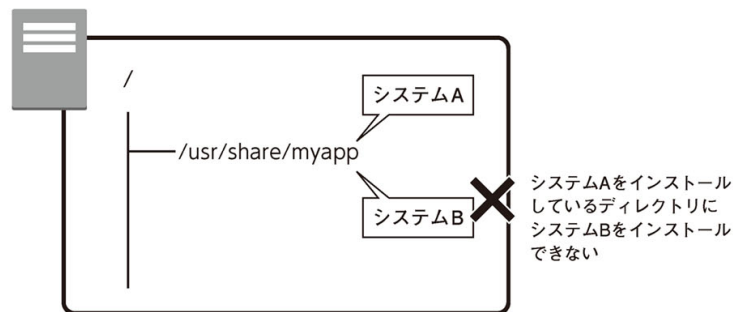 /
システムA
/usr/share/myapp
システムB
システムAをインストール
しているディレクトリに
システムBをインストール
できない